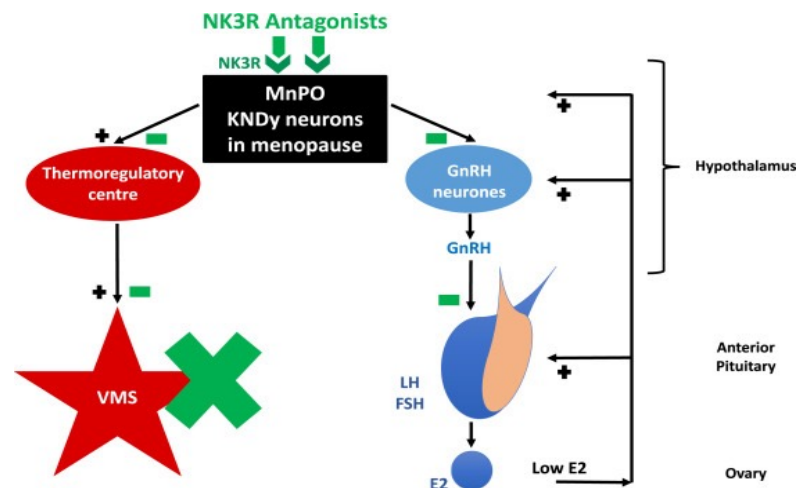 NK3R Antagonists
NK3R
MnPO
KNDy neurons
in menopause
+
+
Thermoregulatory
centre
GnRH
neurones
+
Hypothalamus
GnRH
+
VMS
LH
FSH
+
Anterior
Pituitary
E2
Low E2
Ovary